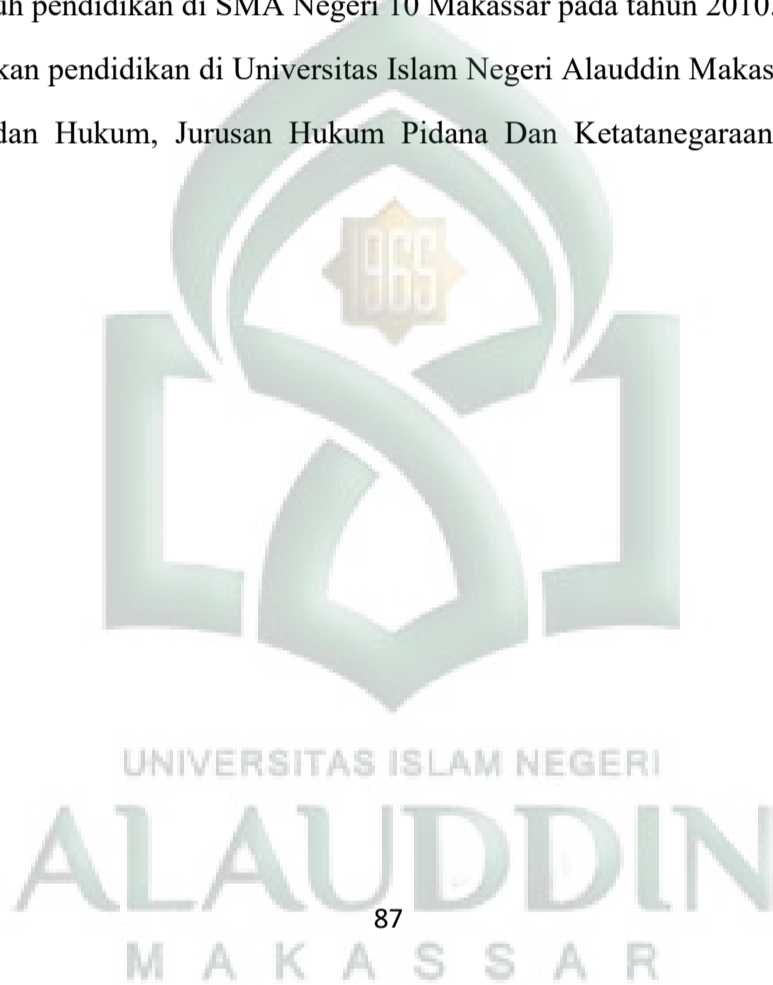 uh pendidikan di SMA Negeri 10 Makassar pada tahun 2010.
kan pendidikan di Universitas Islam Negeri Alauddin Makas
dan Hukum, Jurusan Hukum Pidana Dan Ketatanegaraan
1965
UNIVERSITAS ISLAM NEGERI
ALAUDDIN
87
MAKASSAR